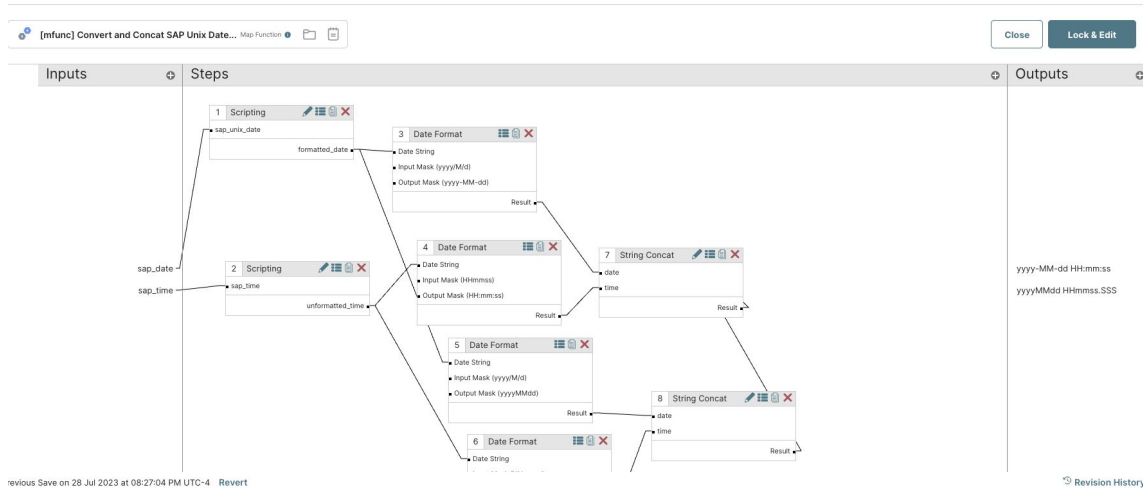 [mfunc] Convert and Concat SAP Unix Date... Map Function
Close
Lock & Edit
Inputs
Steps
Outputs
1 Scripting
sap_unix_date
formatted_date
3 Date Format
Date String
Input Mask (yyyy/M/d)
Output Mask (yyyy-MM-dd)
Result
4 Date Format
Date String
Input Mask (HHmmss)
Output Mask (HH:mm:ss)
Result
7 String Concat
date
time
Result
sap_date
sap_time
2 Scripting
sap_time
unformatted_time
yyyy-MM-dd HH:mm:ss
yyyyMMdd HHmmss.SSS
5 Date Format
Date String
Input Mask (yyyy/M/d)
Output Mask (yyyyMMdd)
Result
8 String Concat
date
time
Result
6 Date Format
Date String
revious Save on 28 Jul 2023 at 08:27:04 PM UTC-4 Revert
Revision History